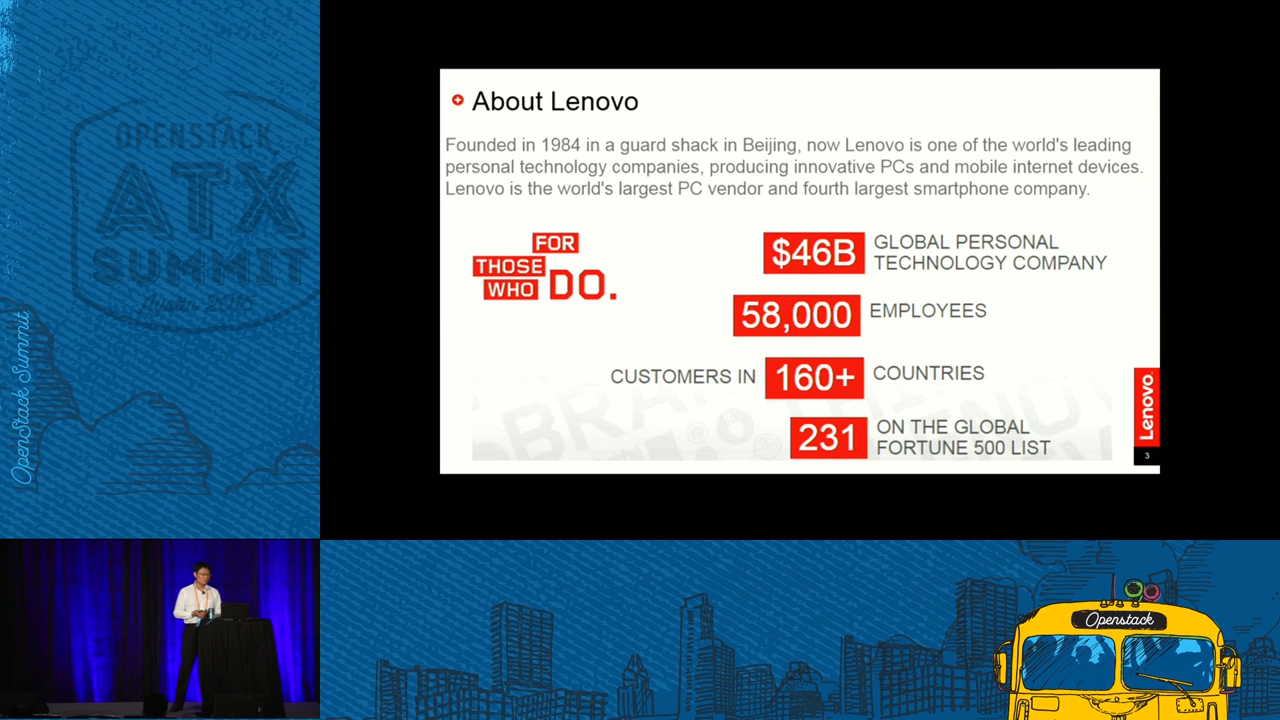 OPENSTACK
ATX
SUMMIT
OpenStack Summit
About Lenovo
Founded in 1984 in a guard shack in Beijing, now Lenovo is one of the world's leading
personal technology companies, producing innovative PCs and mobile internet devices.
Lenovo is the world's largest PC vendor and fourth largest smartphone company.
FOR
THOSE
WHO DO.
$46B GLOBAL PERSONAL
TECHNOLOGY COMPANY
58,000 EMPLOYEES
CUSTOMERS IN 160+ COUNTRIES
231 ON THE GLOBAL
FORTUNE 500 LIST
Lenovo
3
Openstack